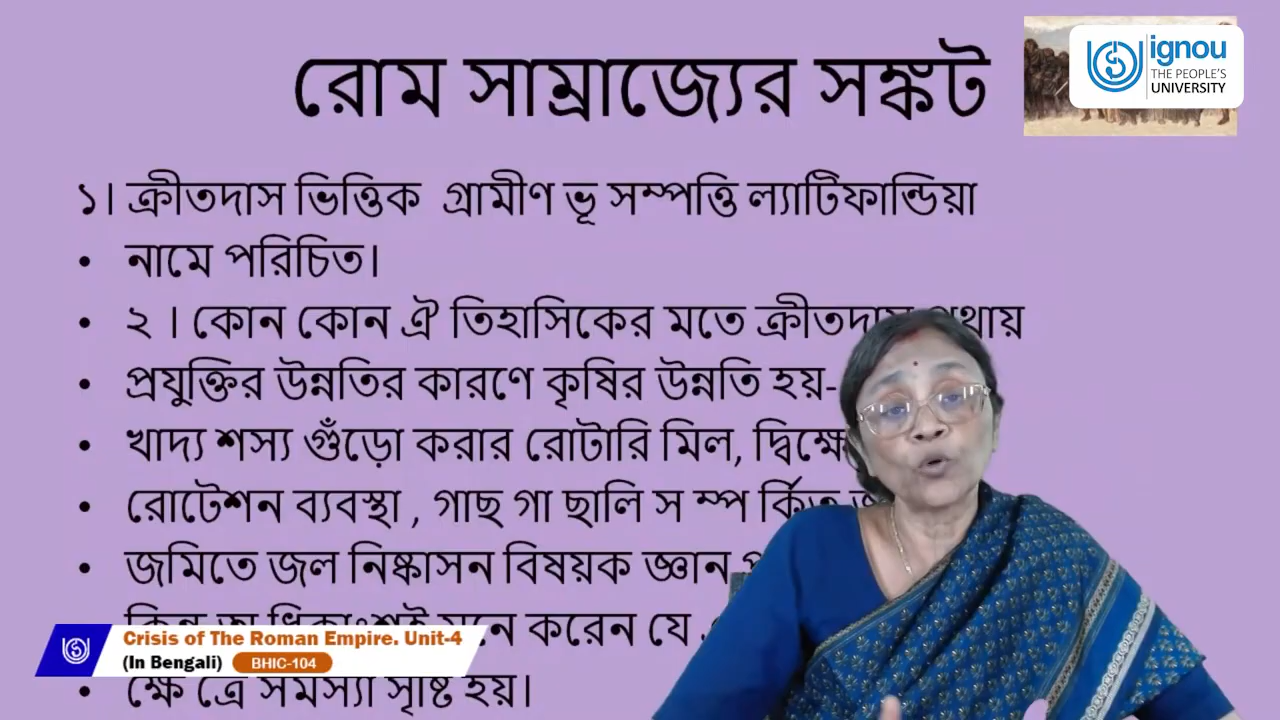 রোম সাম্রাজ্যের সঙ্কট
ignou
THE PEOPLE'S
UNIVERSITY
১। ক্রীতদাস ভিত্তিক গ্রামীণ ভূ সম্পত্তি ল্যাটিফান্ডিয়া
• নামে পরিচিত।
• ২ । কোন কোন ঐ তিহাসিকের মতে ক্রীতদাস প্রথায়
• প্রযুক্তির উন্নতির কারণে কৃষির উন্নতি হয়-
• খাদ্য শস্য গুঁড়ো করার রোটারি মিল,
• রোটেশন ব্যবস্থা , গাছ গা ছালি স ম্প র্কিত
• জমিতে জল নিষ্কাসন বিষয়ক জ্ঞান
মনে করেন যে
• ক্ষে ত্রে সমস্যা সৃষ্টি হয়।
Crisis of The Roman Empire. Unit-4
(In Bengali) BHIC-104